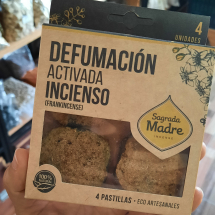 4
UNIDADES
DEFUMACIÓN
ACTIVADA
INCIENSO
(FRANKINCENSE)
Sagrada
Madre
100%
4 PASTILLAS • ECO ARTESANALES